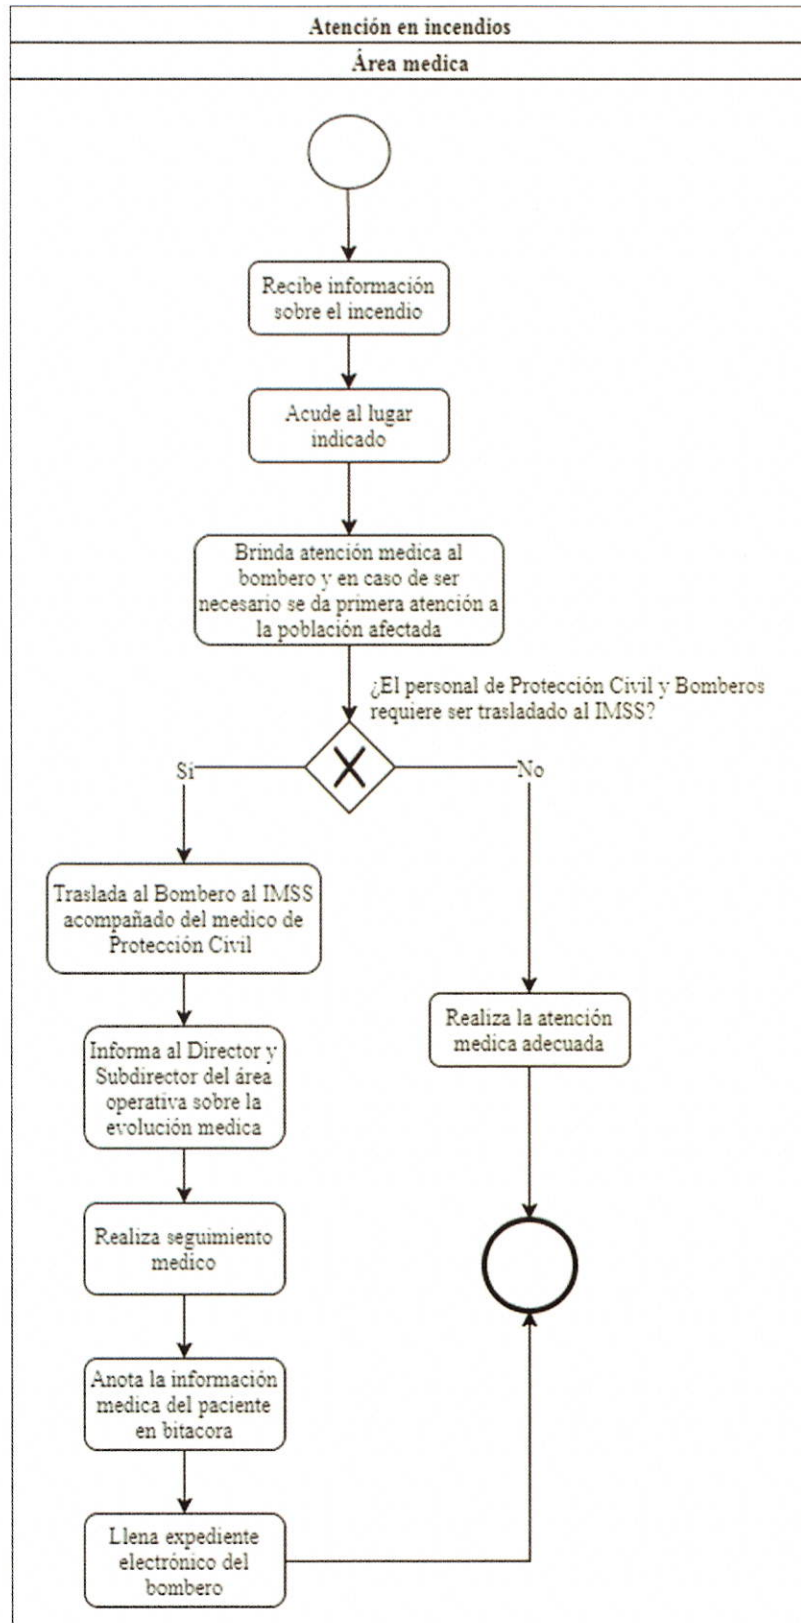 Atención en incendios
Área medica
Recibe información
sobre el incendio
Acude al lugar
indicado
Brinda atención medica al
bombero y en caso de ser
necesario se da primera atención a
la población afectada
¿El personal de Protección Civil y Bomberos
requiere ser trasladado al IMSS?
Si
No
Traslada al Bombero al IMSS
acompañado del medico de
Protección Civil
Informa al Director y
Subdirector del área
operativa sobre la
evolución medica
Realiza la atención
medica adecuada
Realiza seguimiento
medico
Anota la información
medica del paciente
en bitacora
Llena expediente
electrónico del
bombero